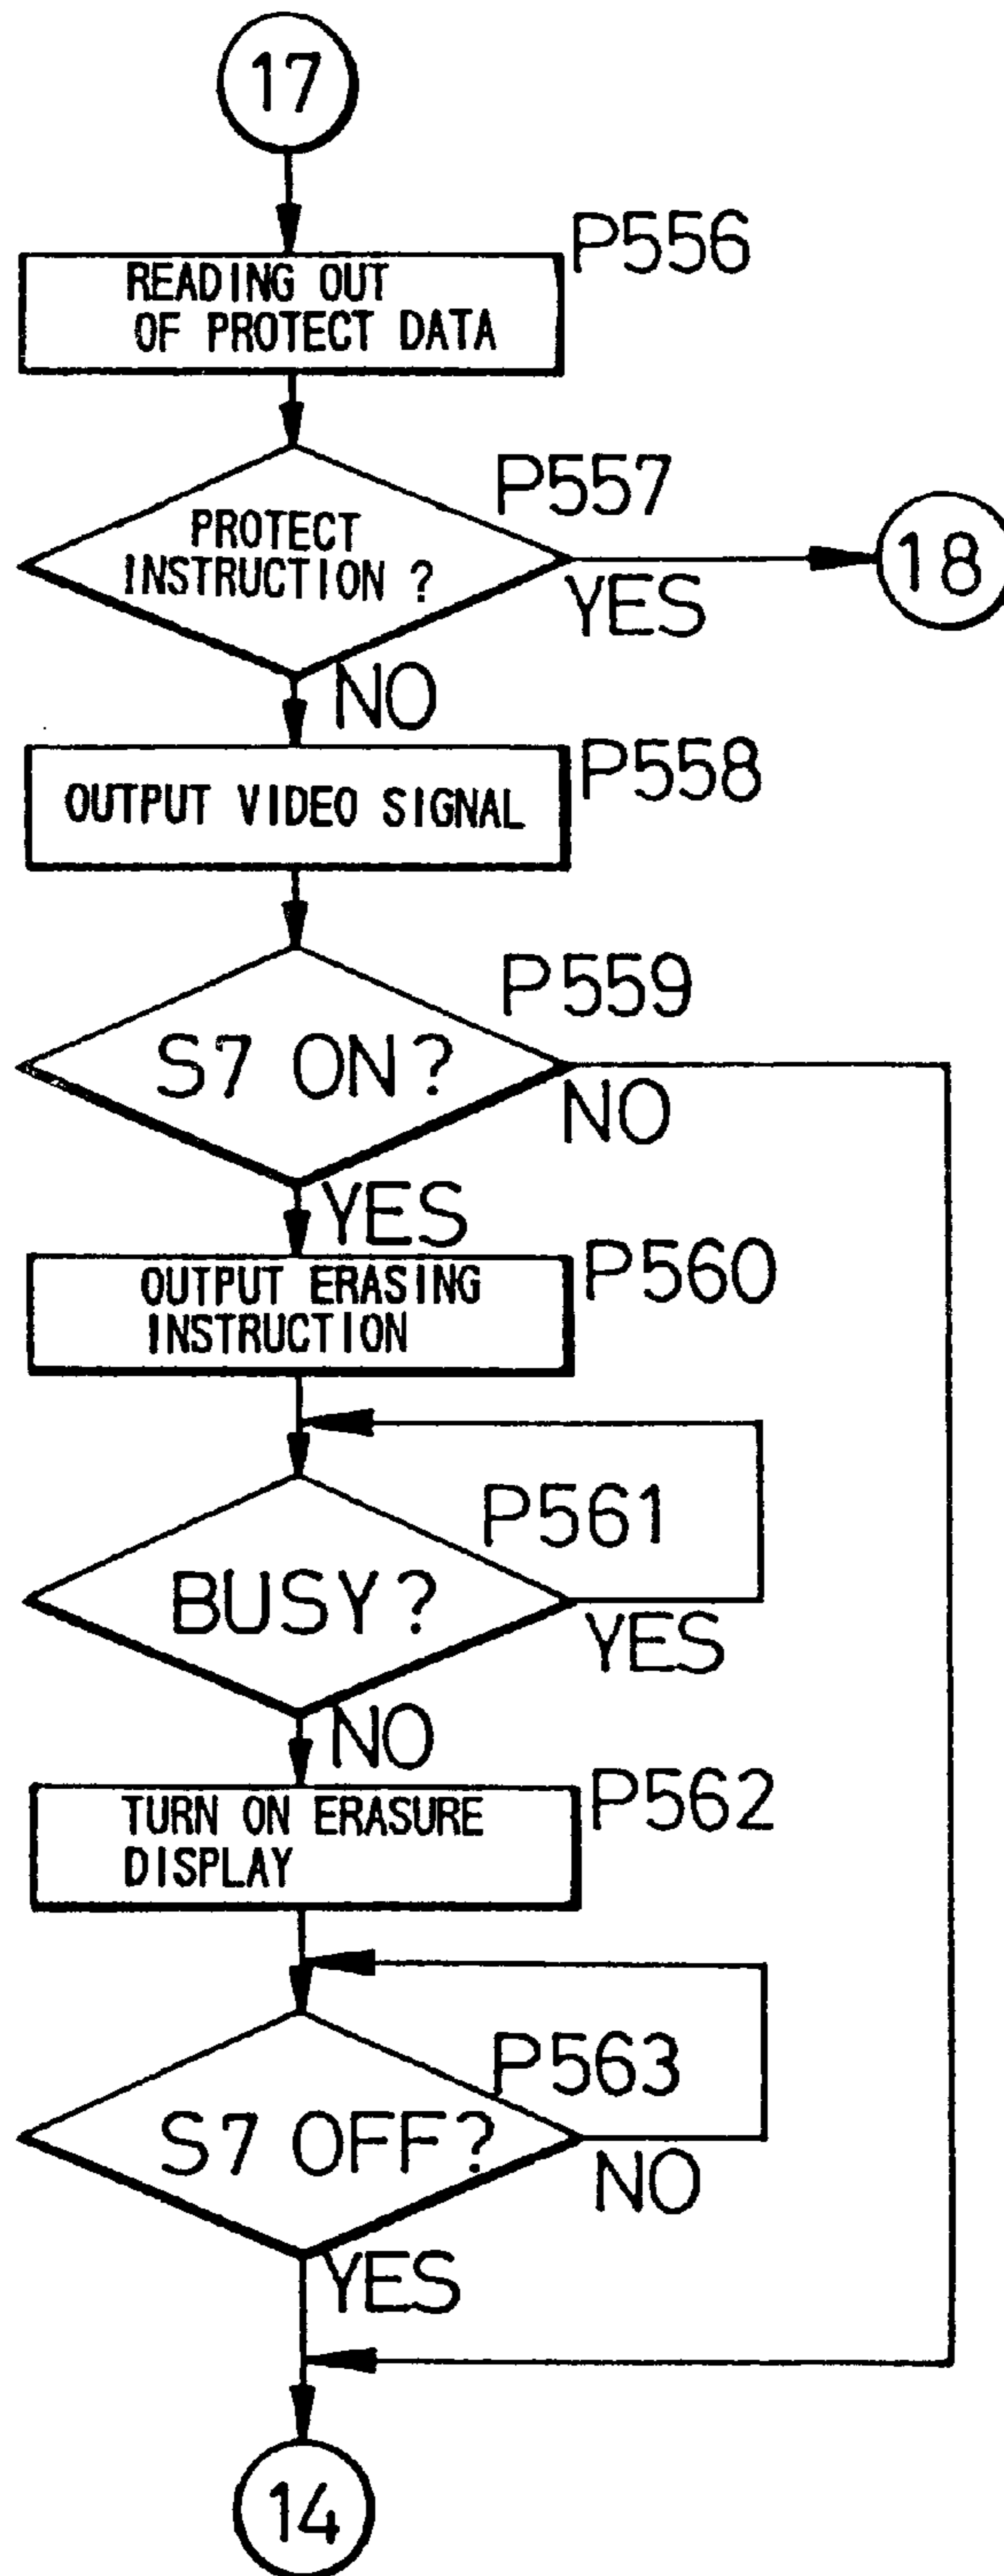 17
P556
READING OUT
OF PROTECT DATA
P557
PROTECT
INSTRUCTION ?
18
YES
NO
P558
OUTPUT VIDEO SIGNAL
P559
S7 ON?
NO
YES
P560
OUTPUT ERASING
INSTRUCTION
P561
BUSY?
YES
NO
P562
TURN ON ERASURE
DISPLAY
P563
S7 OFF?
NO
YES
14